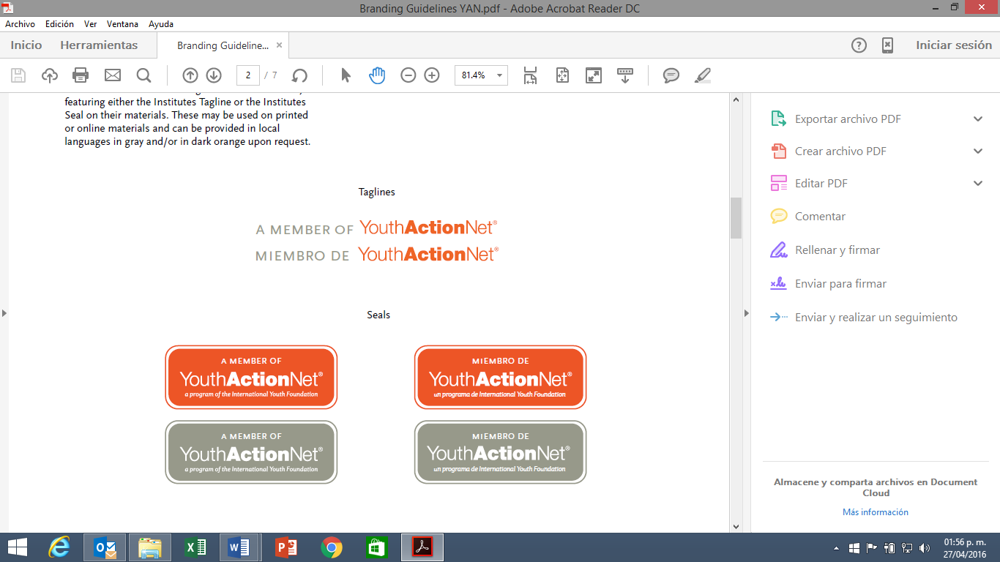 Branding Guidelines YAN.pdf - Adobe Acrobat Reader DC
Archivo Edición Ver Ventana Ayuda
Inicio Herramientas Branding Guideline... × Iniciar sesión
2 / 7 81.4%
featuring either the Institutes Tagline or the Institutes
Seal on their materials. These may be used on printed
or online materials and can be provided in local
languages in gray and/or in dark orange upon request.
Taglines
A MEMBER OF YouthActionNet®
MIEMBRO DE YouthActionNet®
Seals
A MEMBER OF
YouthActionNet®
a program of the International Youth Foundation
MIEMBRO DE
YouthActionNet®
un programa de International Youth Foundation
A MEMBER OF
YouthActionNet®
a program of the International Youth Foundation
MIEMBRO DE
YouthActionNet®
un programa de International Youth Foundation
Exportar archivo PDF
Crear archivo PDF
Editar PDF
Comentar
Rellenar y firmar
Enviar para firmar
Enviar y realizar un seguimiento
Almacene y comparta archivos en Document
Cloud
Más información
01:56 p. m.
27/04/2016